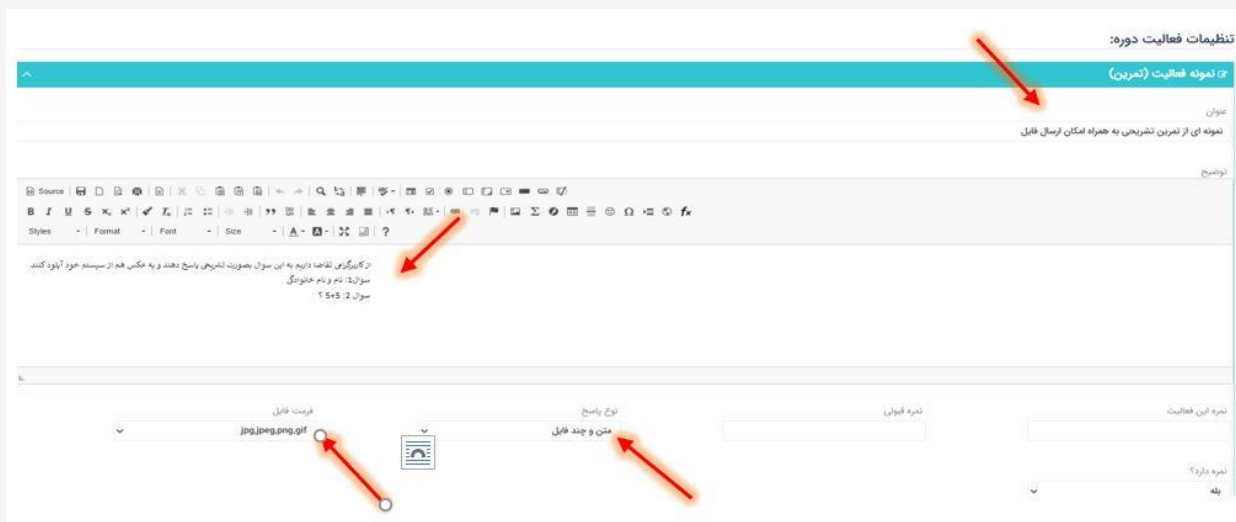 تنظیمات فعالیت دوره:
نمونه فعالیت (تمرین)
عنوان
نمونه ای از تمرین تشریحی به همراه امکان ارسال فایل
توضیح
Source
B I U S x₂ x² Tx
Styles Format Font Size A A ?
از کاربرگرامی تقاضا داریم به این سوال بصورت تشریحی پاسخ دهند و یه عکس هم از سیستم خود آپلود کنند
سوال1: نام و نام خانوادگی
سوال 2: 5+5 ؟
نمره این فعالیت نمره قبولی نوع پاسخ فرمت فایل
متن و چند فایل jpg,jpeg,png,gif
نمره دارد؟
بله